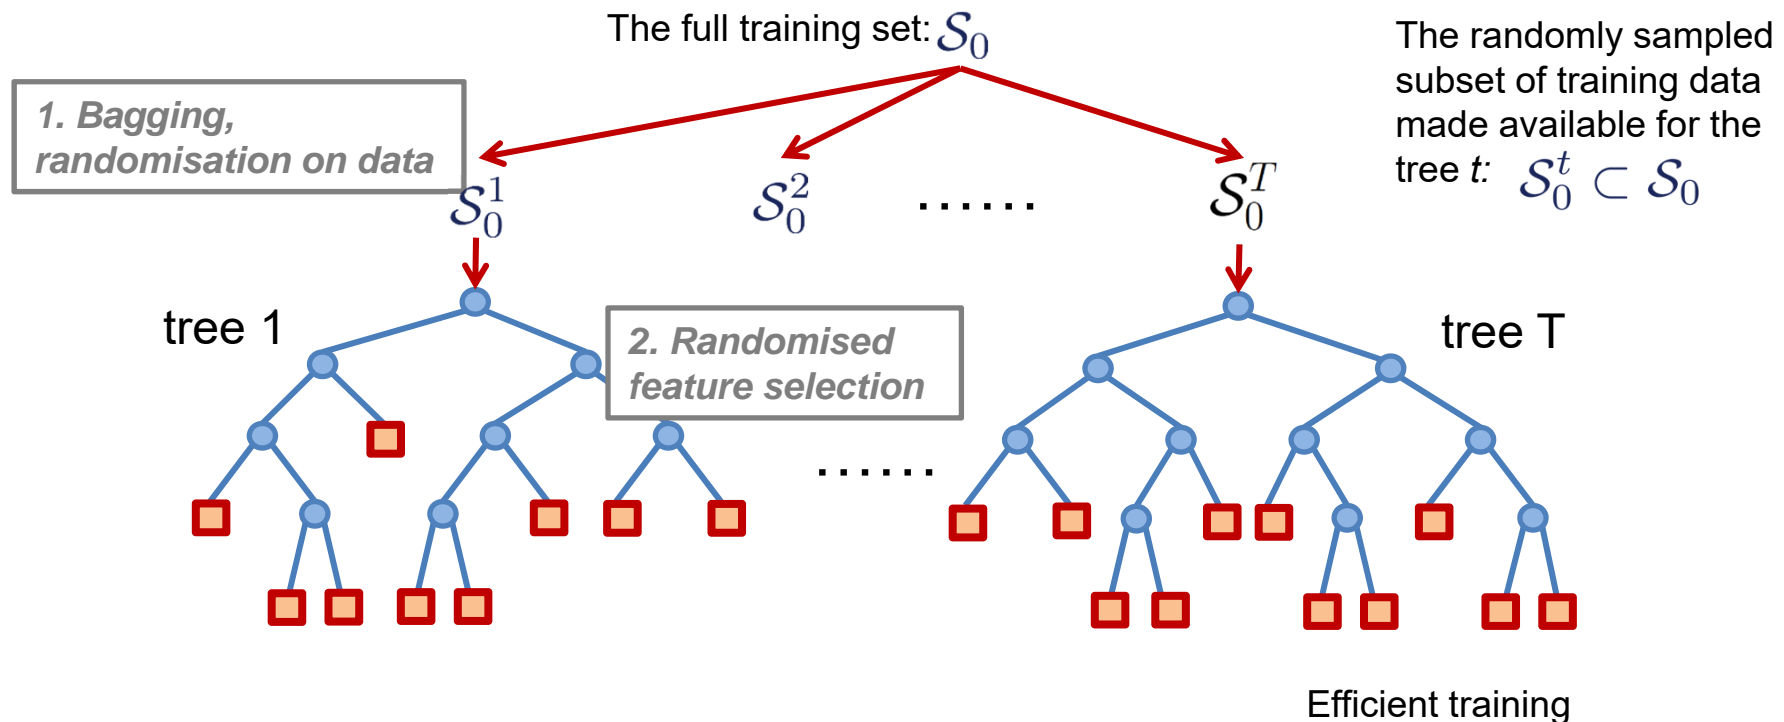 The full training set: 𝒮₀
The randomly sampled
subset of training data
made available for the
tree t: 𝒮₀ᵗ ⊂ 𝒮₀
1. Bagging,
randomisation on data
𝒮₀¹ 𝒮₀² ...... 𝒮₀ᵀ
tree 1
2. Randomised
feature selection
tree T
......
Efficient training